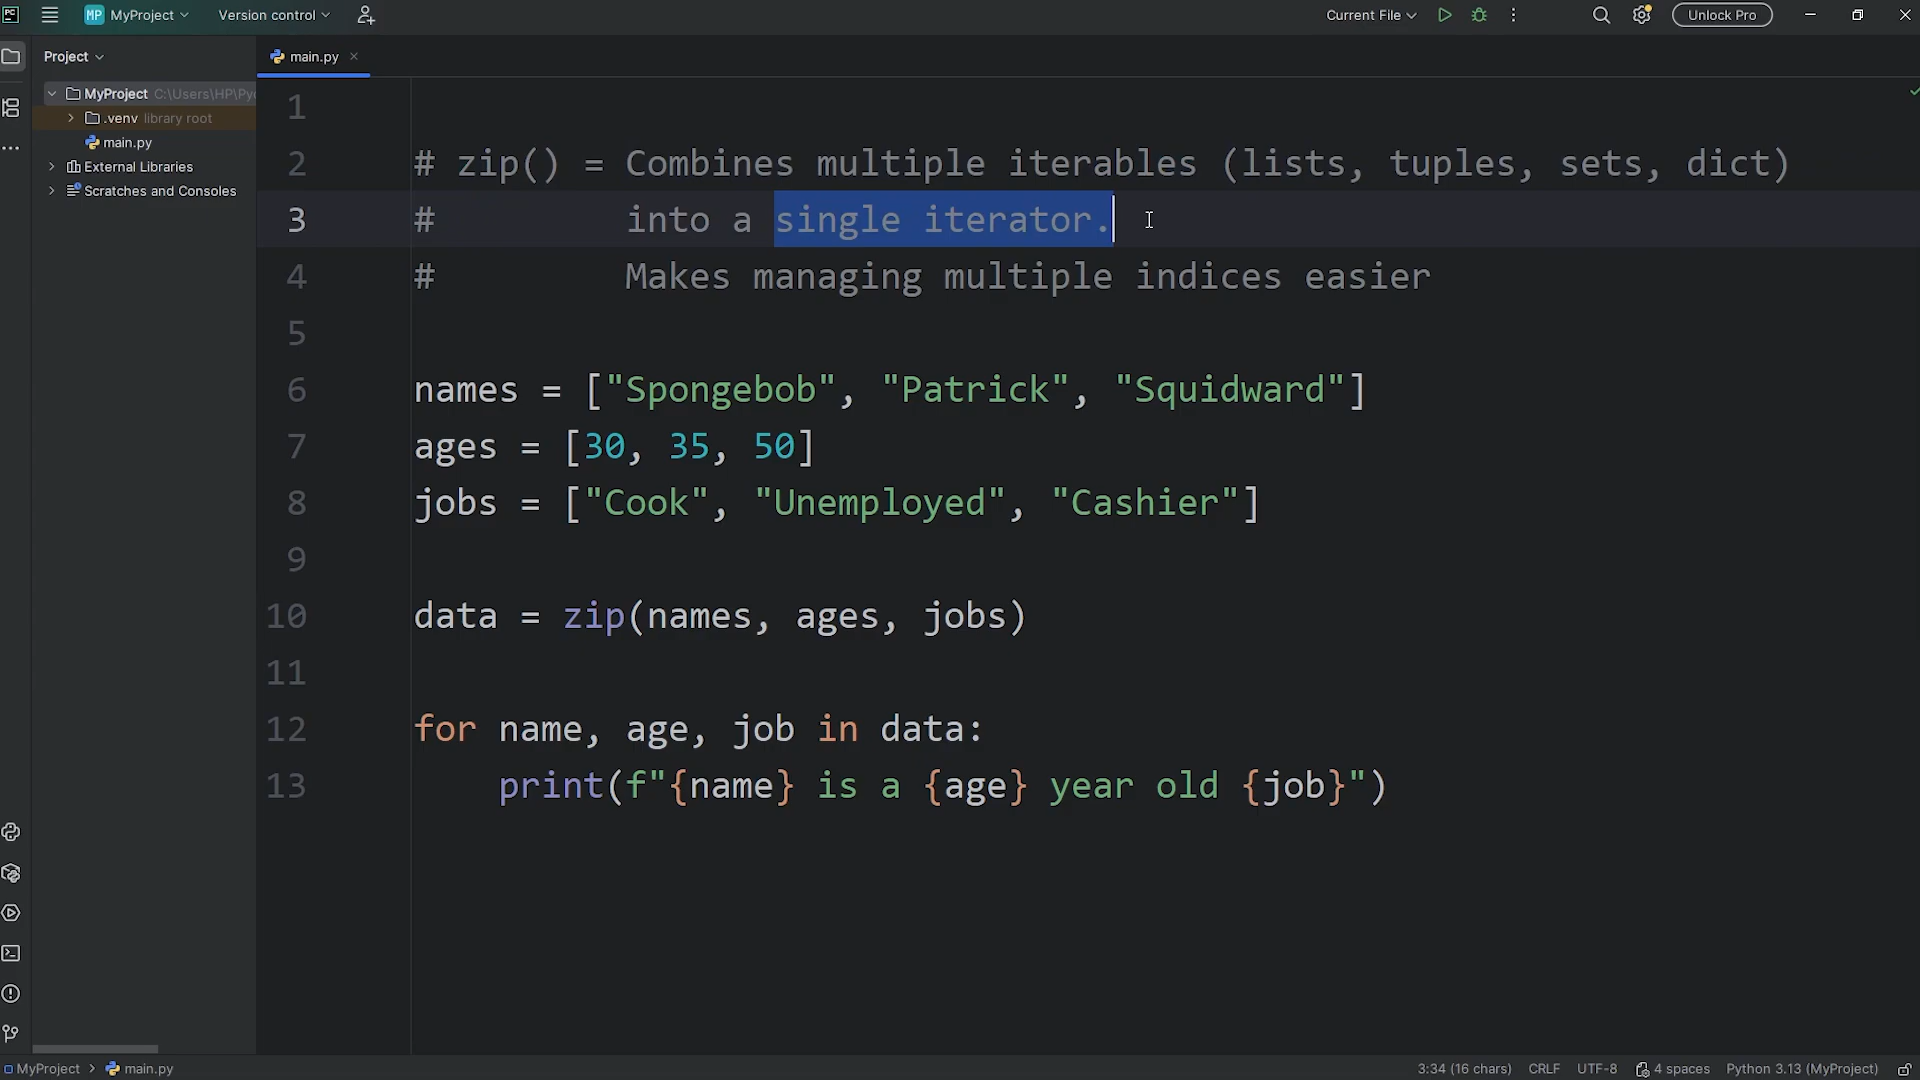 PC MP MyProject Version control Current File Unlock Pro
Project main.py
MyProject C:\Users\HP\Pyc
.venv library root
main.py
External Libraries
Scratches and Consoles
1
2 # zip() = Combines multiple iterables (lists, tuples, sets, dict)
3 #         into a single iterator.
4 #         Makes managing multiple indices easier
5
6 names = ["Spongebob", "Patrick", "Squidward"]
7 ages = [30, 35, 50]
8 jobs = ["Cook", "Unemployed", "Cashier"]
9
10 data = zip(names, ages, jobs)
11
12 for name, age, job in data:
13     print(f"{name} is a {age} year old {job}")
MyProject > main.py 3:34 (16 chars) CRLF UTF-8 4 spaces Python 3.13 (MyProject)